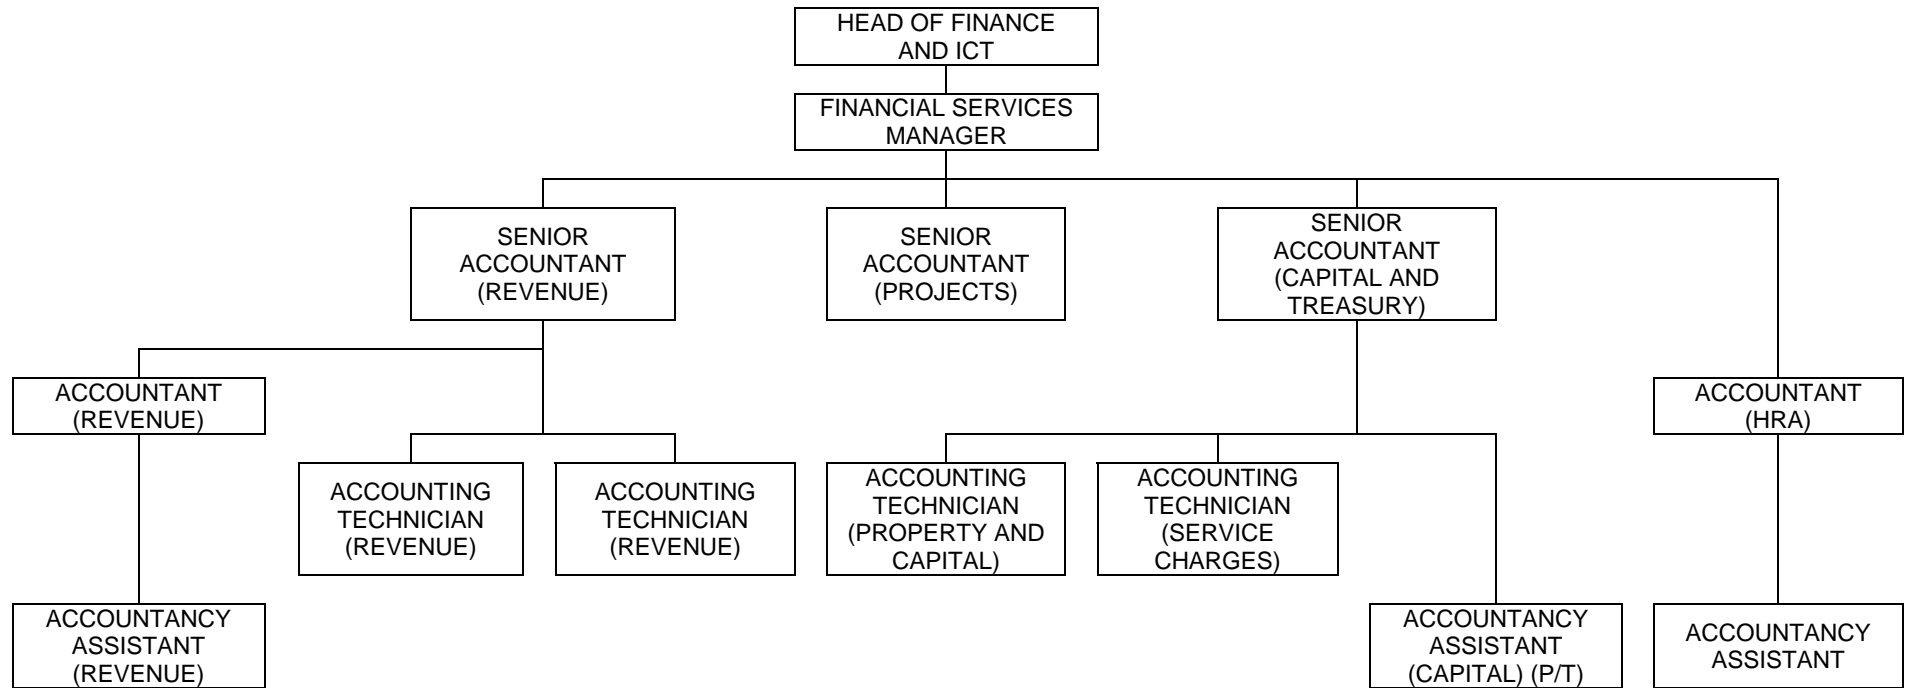 HEAD OF FINANCE
AND ICT
FINANCIAL SERVICES
MANAGER
SENIOR
ACCOUNTANT
(REVENUE)
SENIOR
ACCOUNTANT
(PROJECTS)
SENIOR
ACCOUNTANT
(CAPITAL AND
TREASURY)
ACCOUNTANT
(REVENUE)
ACCOUNTANT
(HRA)
ACCOUNTING
TECHNICIAN
(REVENUE)
ACCOUNTING
TECHNICIAN
(REVENUE)
ACCOUNTING
TECHNICIAN
(PROPERTY AND
CAPITAL)
ACCOUNTING
TECHNICIAN
(SERVICE
CHARGES)
ACCOUNTANCY
ASSISTANT
(REVENUE)
ACCOUNTANCY
ASSISTANT
(CAPITAL) (P/T)
ACCOUNTANCY
ASSISTANT